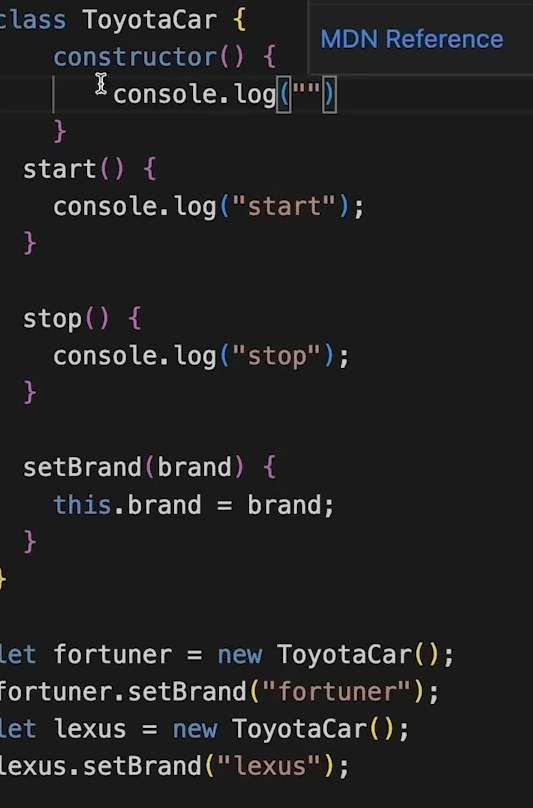 class ToyotaCar {
MDN Reference
constructor() {
console.log("")
}
start() {
console.log("start");
}
stop() {
console.log("stop");
}
setBrand(brand) {
this.brand = brand;
}
}
let fortuner = new ToyotaCar();
fortuner.setBrand("fortuner");
let lexus = new ToyotaCar();
lexus.setBrand("lexus");